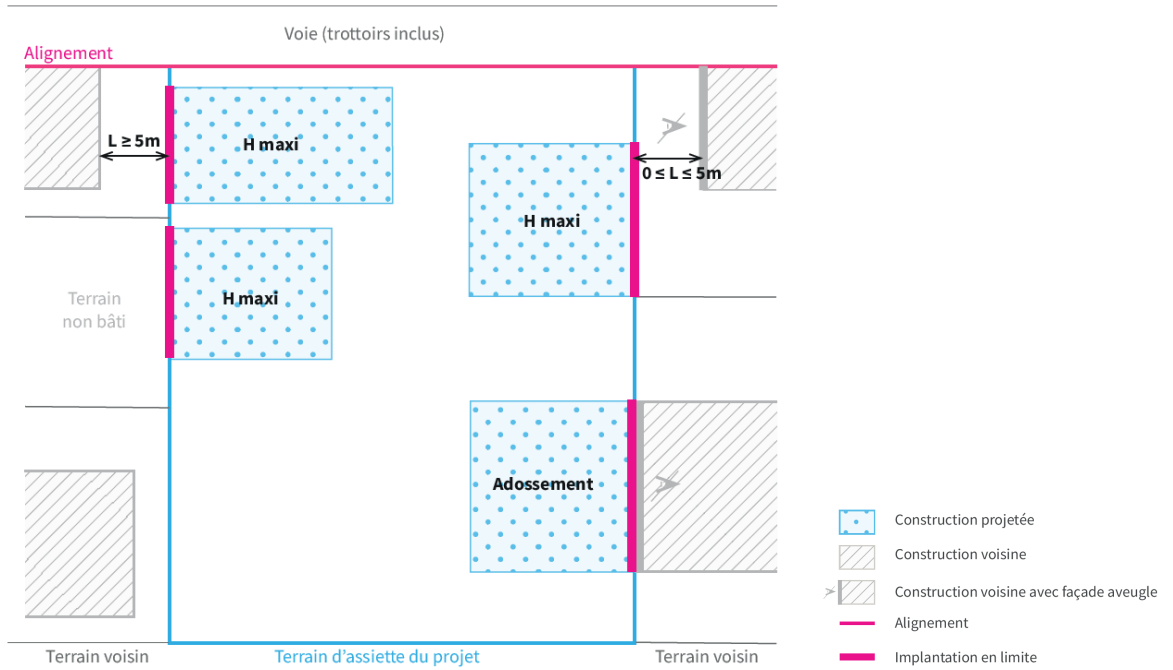 Voie (trottoirs inclus)
Alignement
L ≥ 5m
H maxi
0 ≤ L ≤ 5m
H maxi
Terrain
non bâti
H maxi
Adossement
Construction projetée
Construction voisine
Construction voisine avec façade aveugle
Alignement
Implantation en limite
Terrain voisin
Terrain d’assiette du projet
Terrain voisin